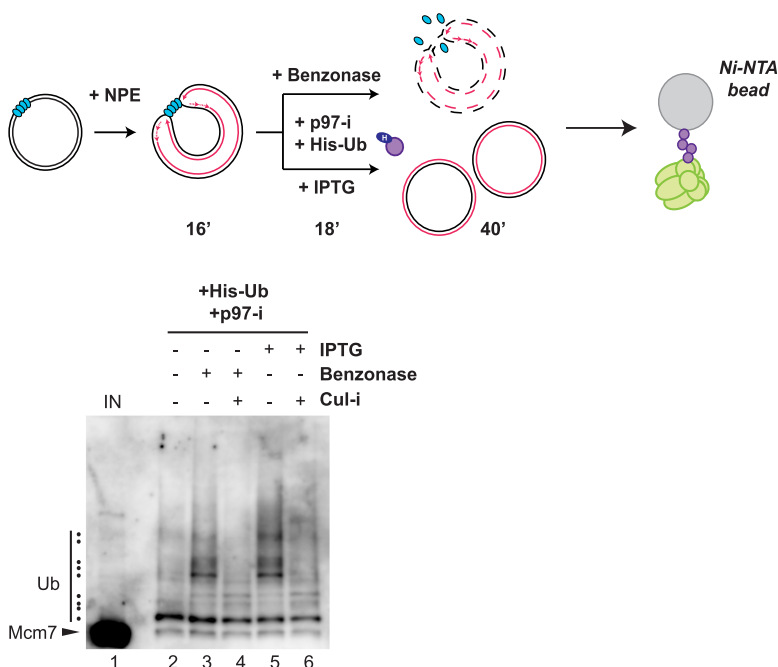 + NPE
+ Benzonase
+ p97-i
+ His-Ub
H
+ IPTG
16’ 18’ 40’
Ni-NTA
bead
+His-Ub
+p97-i
- - - + + IPTG
- + + - - Benzonase
- - + - + Cul-i
IN
Ub
Mcm7
1 2 3 4 5 6